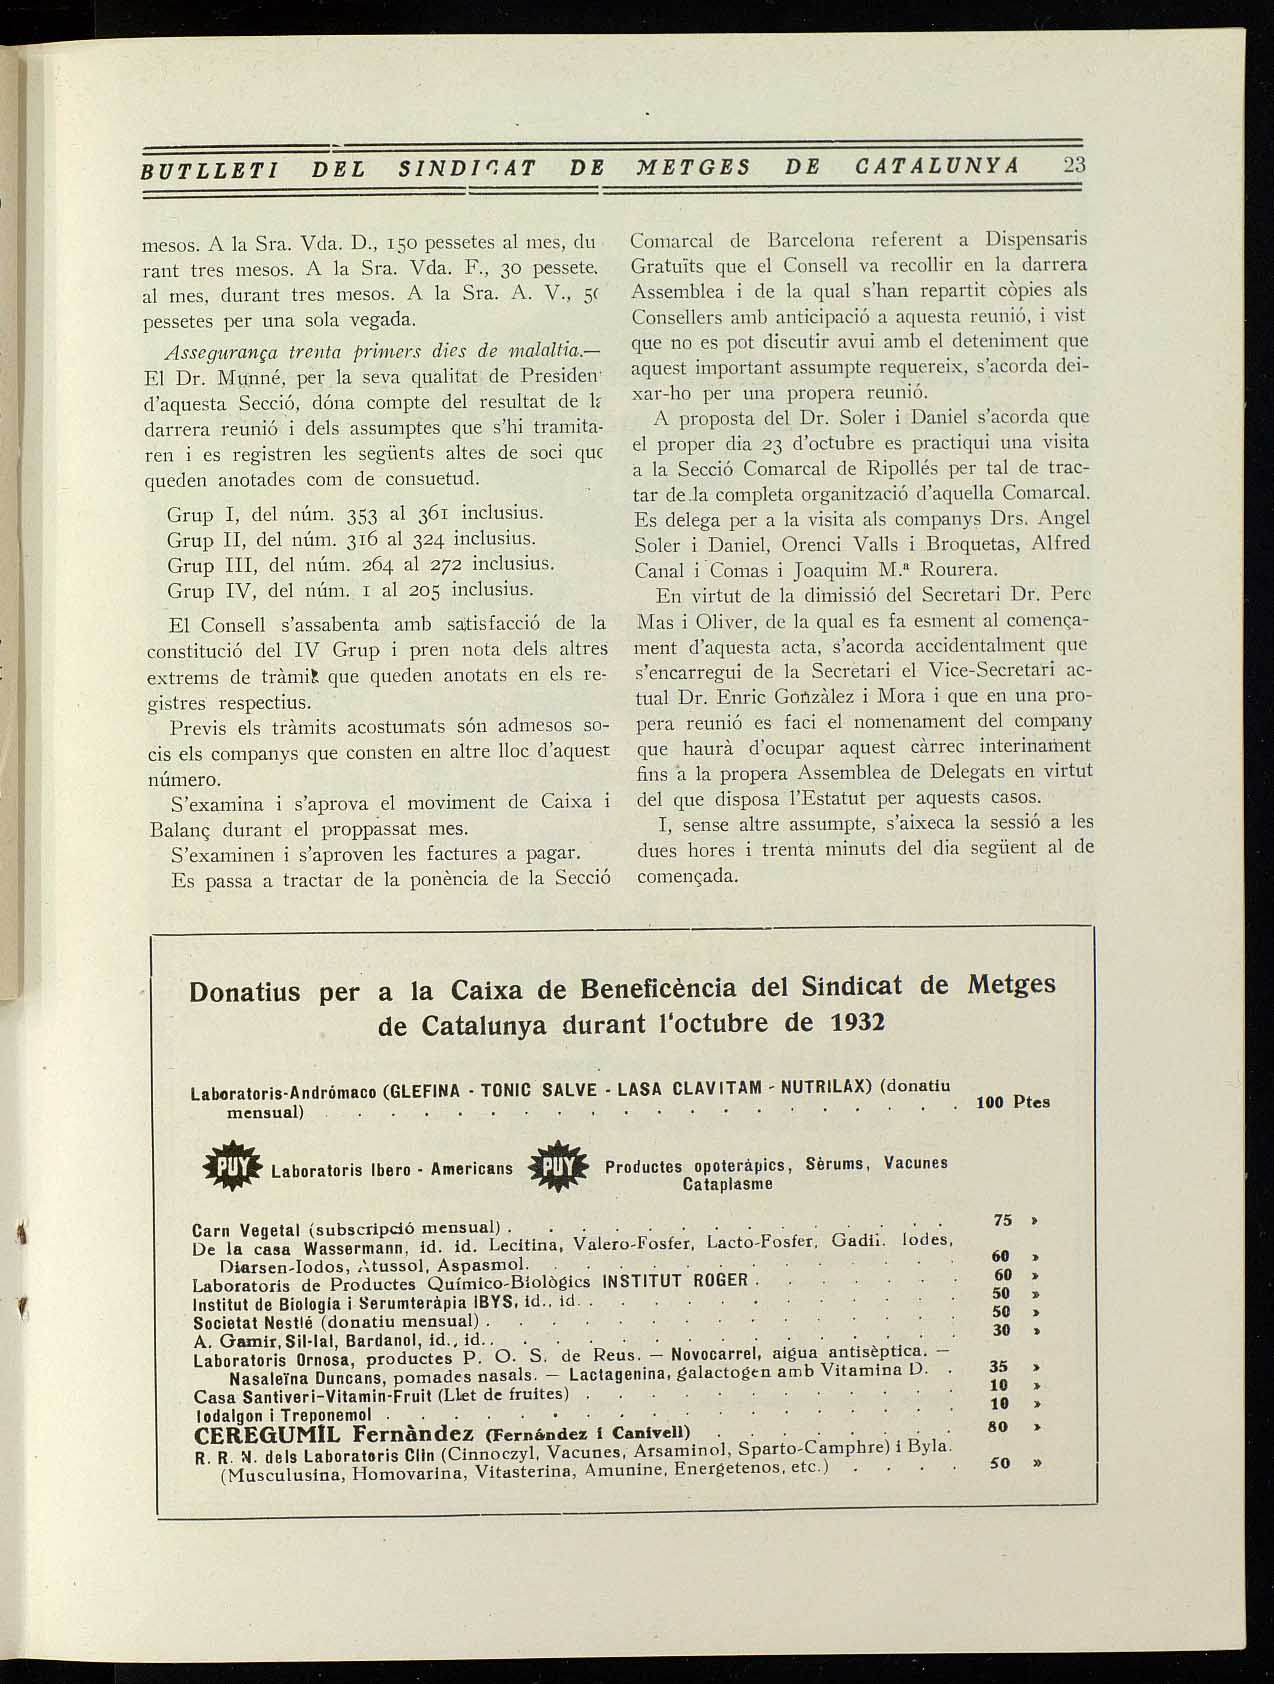 BUTLLETI DEL SINDICAT DE METGES DE CATALUNYA 23
mesos. A la Sra. Vda. D., 150 pessetes al mes, du
rant tres mesos. A la Sra. Vda. F., 30 pessete.
al mes, durant tres mesos. A la Sra. A. V., 50
pessetes per una sola vegada.
Assegurança trenta primers dies de malaltia.—
El Dr. Munné, per la seva qualitat de Presiden
d'aquesta Secció, dóna compte del resultat de la
darrera reunió i dels assumptes que s'hi tramita-
ren i es registren les següents altes de soci que
queden anotades com de consuetud.
Grup I, del núm. 353 al 361 inclusius.
Grup II, del núm. 316 al 324 inclusius.
Grup III, del núm. 264 al 272 inclusius.
Grup IV, del núm. 1 al 205 inclusius.
El Consell s'assabenta amb satisfacció de la
constitució del IV Grup i pren nota dels altres
extrems de tràmit que queden anotats en els re-
gistres respectius.
Previs els tràmits acostumats són admesos so-
cis els companys que consten en altre lloc d'aquest
número.
S'examina i s'aprova el moviment de Caixa i
Balanç durant el proppassat mes.
S'examinen i s'aproven les factures a pagar.
Es passa a tractar de la ponència de la Secció
Comarcal de Barcelona referent a Dispensaris
Gratuïts que el Consell va recollir en la darrera
Assemblea i de la qual s'han repartit còpies als
Consellers amb anticipació a aquesta reunió, i vist
que no es pot discutir avui amb el deteniment que
aquest important assumpte requereix, s'acorda dei-
xar-ho per una propera reunió.
A proposta del Dr. Soler i Daniel s'acorda que
el proper dia 23 d'octubre es practiqui una visita
a la Secció Comarcal de Ripollés per tal de trac-
tar de la completa organització d'aquella Comarcal.
Es delega per a la visita als companys Drs. Angel
Soler i Daniel, Orenci Valls i Broquetas, Alfred
Canal i Comas i Joaquim M.ª Rourera.
En virtut de la dimissió del Secretari Dr. Pere
Mas i Oliver, de la qual es fa esment al comença-
ment d'aquesta acta, s'acorda accidentalment que
s'encarregui de la Secretari el Vice-Secretari ac-
tual Dr. Enric Gonzàlez i Mora i que en una pro-
pera reunió es faci el nomenament del company
que haurà d'ocupar aquest càrrec interinament
fins a la propera Assemblea de Delegats en virtut
del que disposa l'Estatut per aquests casos.
I, sense altre assumpte, s'aixeca la sessió a les
dues hores i trenta minuts del dia següent al de
començada.
Donatius per a la Caixa de Beneficència del Sindicat de Metges
de Catalunya durant l'octubre de 1932
Laboratoris-Andrómaco (GLEFINA - TONIC SALVE - LASA CLAVITAM - NUTRILAX) (donatiu
mensual) . . . . . . . . . . . . . . . . . . . . 100 Ptes
PUY Laboratoris Ibero - Americans PUY Productes opoteràpics, Sèrums, Vacunes
Cataplasme
Carn Vegetal (subscripció mensual) . . . . . . . . . . . . . . 75 »
De la casa Wassermann, id. id. Lecitina, Valero-Fosfer, Lacto-Fosfer, Gadil. Iodes,
Diarsen-Iodos, Atussol, Aspasmol. . . . . . . . . . . . . . 60 »
Laboratoris de Productes Químico-Biològics INSTITUT ROGER . . . . . . . 60 »
Institut de Biologia i Serumteràpia IBYS, id., id. . . . . . . . . . . . . 50 »
Societat Nestlé (donatiu mensual) . . . . . . . . . . . . . . . 50 »
A. Gamir, Sil-lal, Bardanol, id., id. . . . . . . . . . . . . . . . 30 »
Laboratoris Ornosa, productes P. O. S. de Reus. — Novocarrel, aigua antisèptica. —
Nasaleïna Duncans, pomades nasals. — Lactagenina, galactogen amb Vitamina D. . 35 »
Casa Santiveri-Vitamin-Fruit (Llet de fruites) . . . . . . . . . . . . 10 »
Iodalgon i Treponemol . . . . . . . . . . . . . . . . . . 10 »
CEREGUMIL Fernàndez (Fernández i Canivell) . . . . . . . . 80 »
R. R. N. dels Laboratoris Clin (Cinnoczyl, Vacunes, Arsaminol, Sparto-Camphre) i Byla.
(Musculusina, Homovarina, Vitasterina, Amunine, Energetenos, etc.) . . . . 50 »